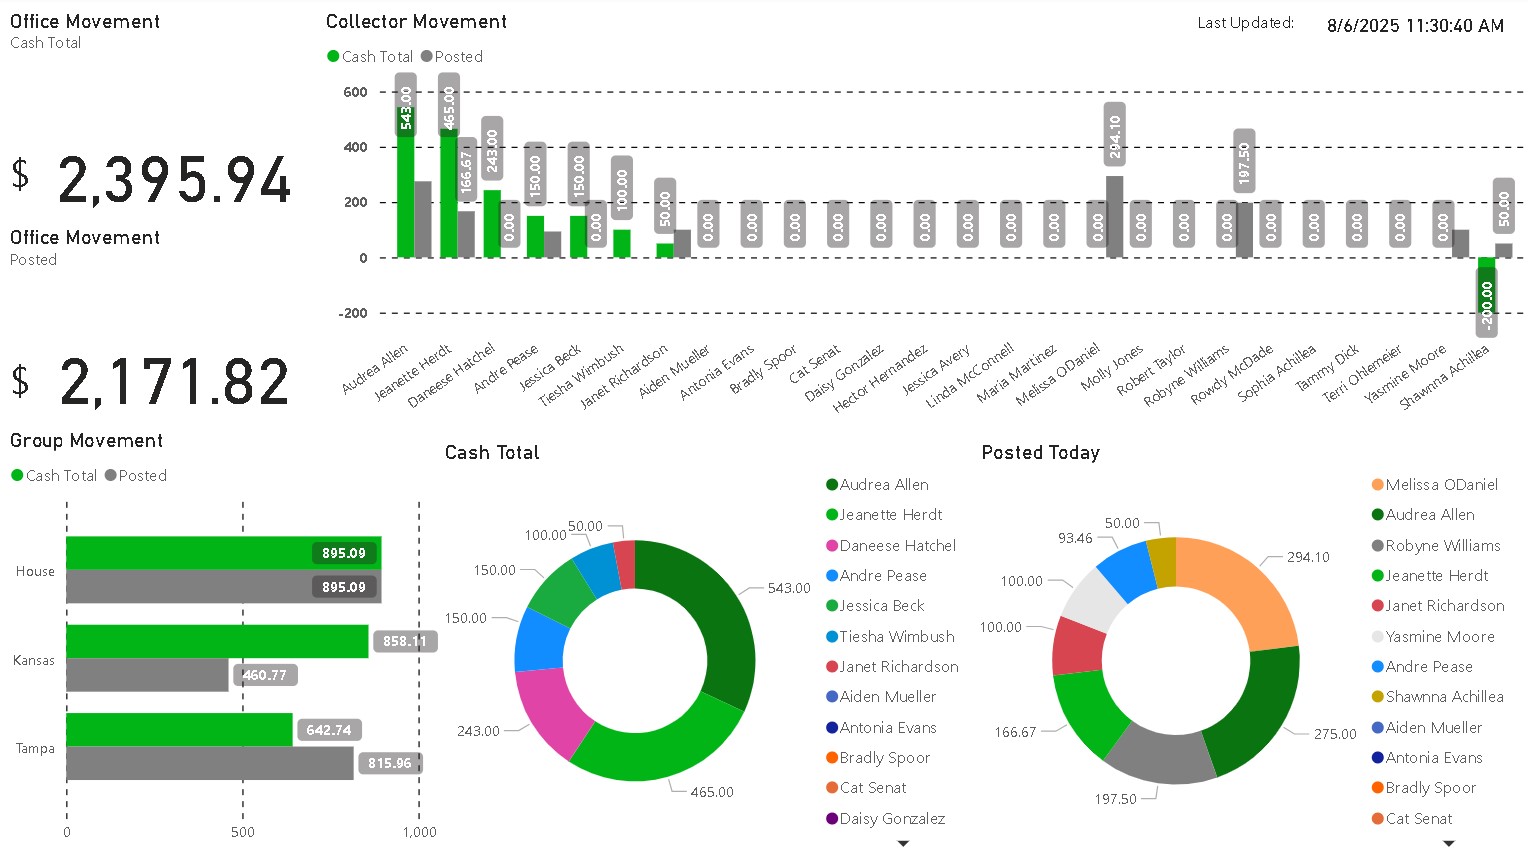 Office Movement
Cash Total
$ 2,395.94
Office Movement
Posted
$ 2,171.82
Collector Movement
Last Updated: 8/6/2025 11:30:40 AM
Cash Total Posted
600
400
200
0
-200
543.00
465.00
166.67
243.00
0.00
150.00
150.00
0.00
100.00
50.00
0.00
0.00
0.00
0.00
0.00
0.00
0.00
0.00
0.00
0.00
294.10
0.00
0.00
0.00
197.50
0.00
0.00
0.00
0.00
0.00
-200.00
50.00
Audrea Allen
Jeanette Herdt
Daneese Hatchel
Andre Pease
Jessica Beck
Tiesha Wimbush
Janet Richardson
Aiden Mueller
Antonia Evans
Bradly Spoor
Cat Senat
Daisy Gonzalez
Hector Hernandez
Jessica Avery
Linda McConnell
Maria Martinez
Melissa ODaniel
Molly Jones
Robert Taylor
Robyne Williams
Rowdy McDade
Sophia Achillea
Tammy Dick
Terri Ohlemeier
Yasmine Moore
Shawnna Achillea
Group Movement
Cash Total Posted
House
895.09
895.09
Kansas
858.11
460.77
Tampa
642.74
815.96
0 500 1,000
Cash Total
50.00
100.00
150.00
150.00
243.00
465.00
543.00
Audrea Allen
Jeanette Herdt
Daneese Hatchel
Andre Pease
Jessica Beck
Tiesha Wimbush
Janet Richardson
Aiden Mueller
Antonia Evans
Bradly Spoor
Cat Senat
Daisy Gonzalez
Posted Today
50.00
93.46
100.00
100.00
166.67
197.50
275.00
294.10
Melissa ODaniel
Audrea Allen
Robyne Williams
Jeanette Herdt
Janet Richardson
Yasmine Moore
Andre Pease
Shawnna Achillea
Aiden Mueller
Antonia Evans
Bradly Spoor
Cat Senat